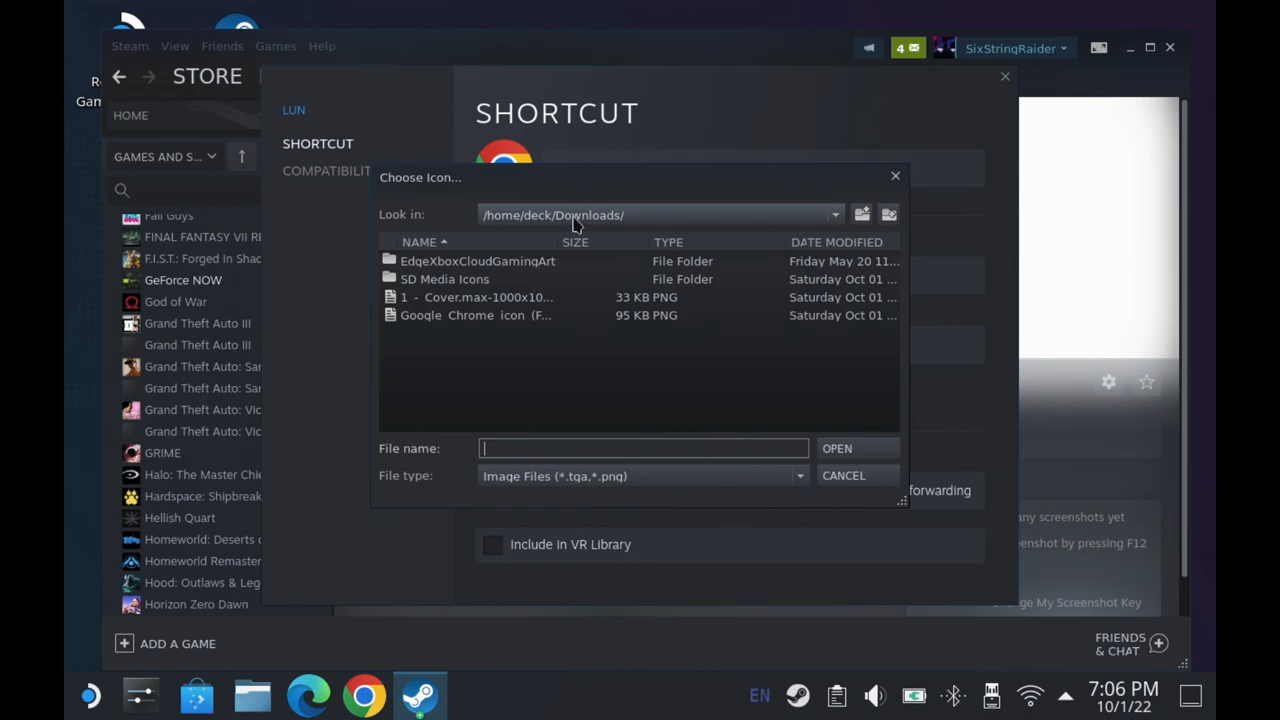 Steam View Friends Games Help
4
SixStringRaider
STORE
HOME
GAMES AND S...
Fall Guys
FINAL FANTASY VII RE
F.I.S.T.: Forged In Shad
GeForce NOW
God of War
Grand Theft Auto III
Grand Theft Auto III
Grand Theft Auto: Sar
Grand Theft Auto: Sar
Grand Theft Auto: Vic
Grand Theft Auto: Vic
GRIME
Halo: The Master Chie
Hardspace: Shipbreak
Hellish Quart
Homeworld: Deserts o
Homeworld Remaster
Hood: Outlaws & Leg
Horizon Zero Dawn
ADD A GAME
LUN
SHORTCUT
COMPATIBILIT
SHORTCUT
Choose Icon...
Look in:
/home/deck/Downloads/
NAME SIZE TYPE DATE MODIFIED
EdgeXboxCloudGamingArt File Folder Friday May 20 11...
SD Media Icons File Folder Saturday Oct 01 ...
1 - Cover.max-1000x10... 33 KB PNG Saturday Oct 01 ...
Google Chrome icon (F... 95 KB PNG Saturday Oct 01 ...
File name:
OPEN
File type:
Image Files (*.tga,*.png)
CANCEL
forwarding
Include in VR Library
any screenshots yet
enshot by pressing F12
hange My Screenshot Key
FRIENDS
& CHAT
EN
7:06 PM
10/1/22